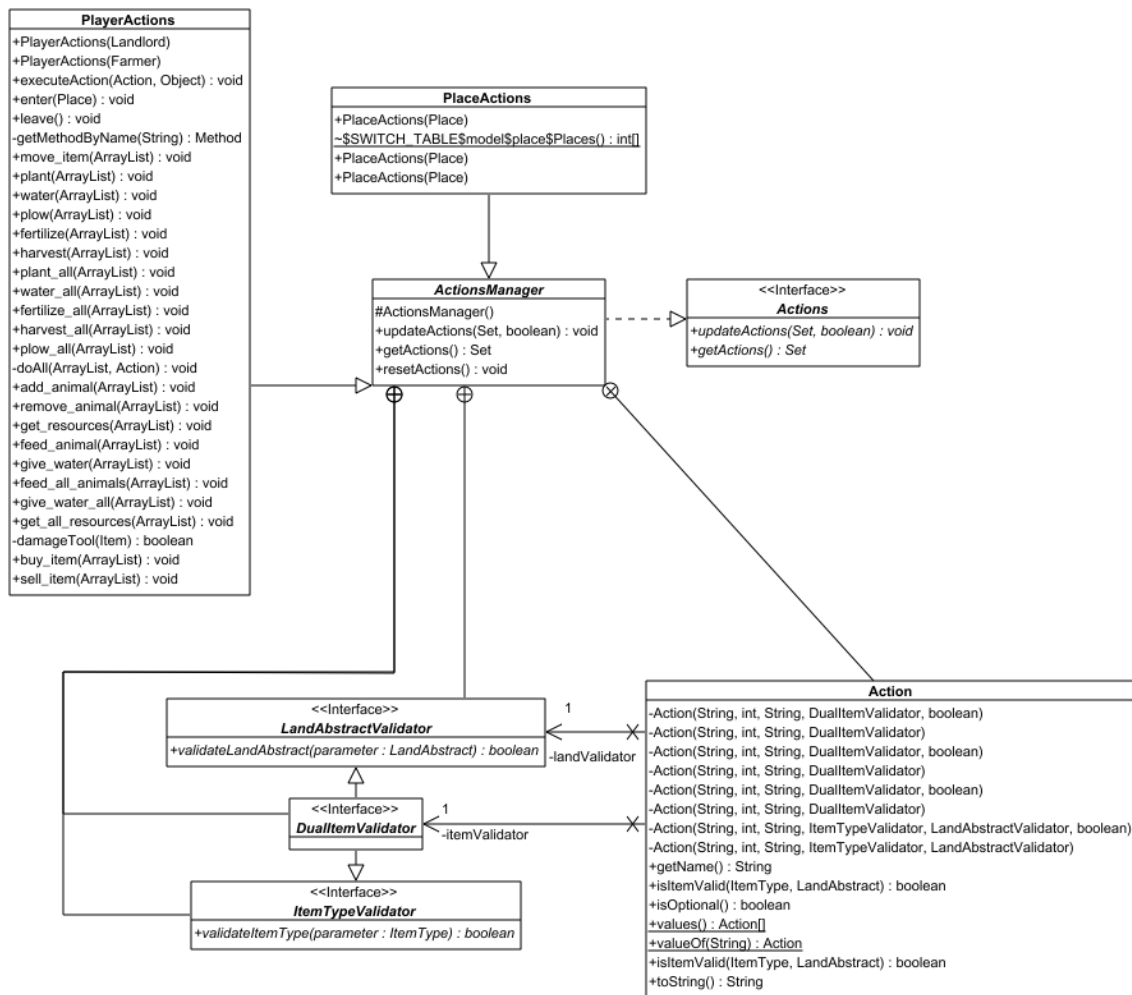 PlayerActions
+PlayerActions(Landlord)
+PlayerActions(Farmer)
+executeAction(Action, Object) : void
+enter(Place) : void
+leave() : void
-getMethodByName(String) : Method
+move_item(ArrayList) : void
+plant(ArrayList) : void
+water(ArrayList) : void
+plow(ArrayList) : void
+fertilize(ArrayList) : void
+harvest(ArrayList) : void
+plant_all(ArrayList) : void
+water_all(ArrayList) : void
+fertilize_all(ArrayList) : void
+harvest_all(ArrayList) : void
+plow_all(ArrayList) : void
-doAll(ArrayList, Action) : void
+add_animal(ArrayList) : void
+remove_animal(ArrayList) : void
+get_resources(ArrayList) : void
+feed_animal(ArrayList) : void
+give_water(ArrayList) : void
+feed_all_animals(ArrayList) : void
+give_water_all(ArrayList) : void
+get_all_resources(ArrayList) : void
-damageTool(Item) : boolean
+buy_item(ArrayList) : void
+sell_item(ArrayList) : void
PlaceActions
+PlaceActions(Place)
~$SWITCH_TABLE$model$place$Places() : int[]
+PlaceActions(Place)
+PlaceActions(Place)
ActionsManager
#ActionsManager()
+updateActions(Set, boolean) : void
+getActions() : Set
+resetActions() : void
<<Interface>>
Actions
+updateActions(Set, boolean) : void
+getActions() : Set
<<Interface>>
LandAbstractValidator
+validateLandAbstract(parameter : LandAbstract) : boolean
1
-landValidator
<<Interface>>
DualItemValidator
1
-itemValidator
<<Interface>>
ItemTypeValidator
+validateItemType(parameter : ItemType) : boolean
Action
-Action(String, int, String, DualItemValidator, boolean)
-Action(String, int, String, DualItemValidator)
-Action(String, int, String, DualItemValidator, boolean)
-Action(String, int, String, DualItemValidator)
-Action(String, int, String, DualItemValidator, boolean)
-Action(String, int, String, DualItemValidator)
-Action(String, int, String, ItemTypeValidator, LandAbstractValidator, boolean)
-Action(String, int, String, ItemTypeValidator, LandAbstractValidator)
+getName() : String
+isItemValid(ItemType, LandAbstract) : boolean
+isOptional() : boolean
+values() : Action[]
+valueOf(String) : Action
+isItemValid(ItemType, LandAbstract) : boolean
+toString() : String